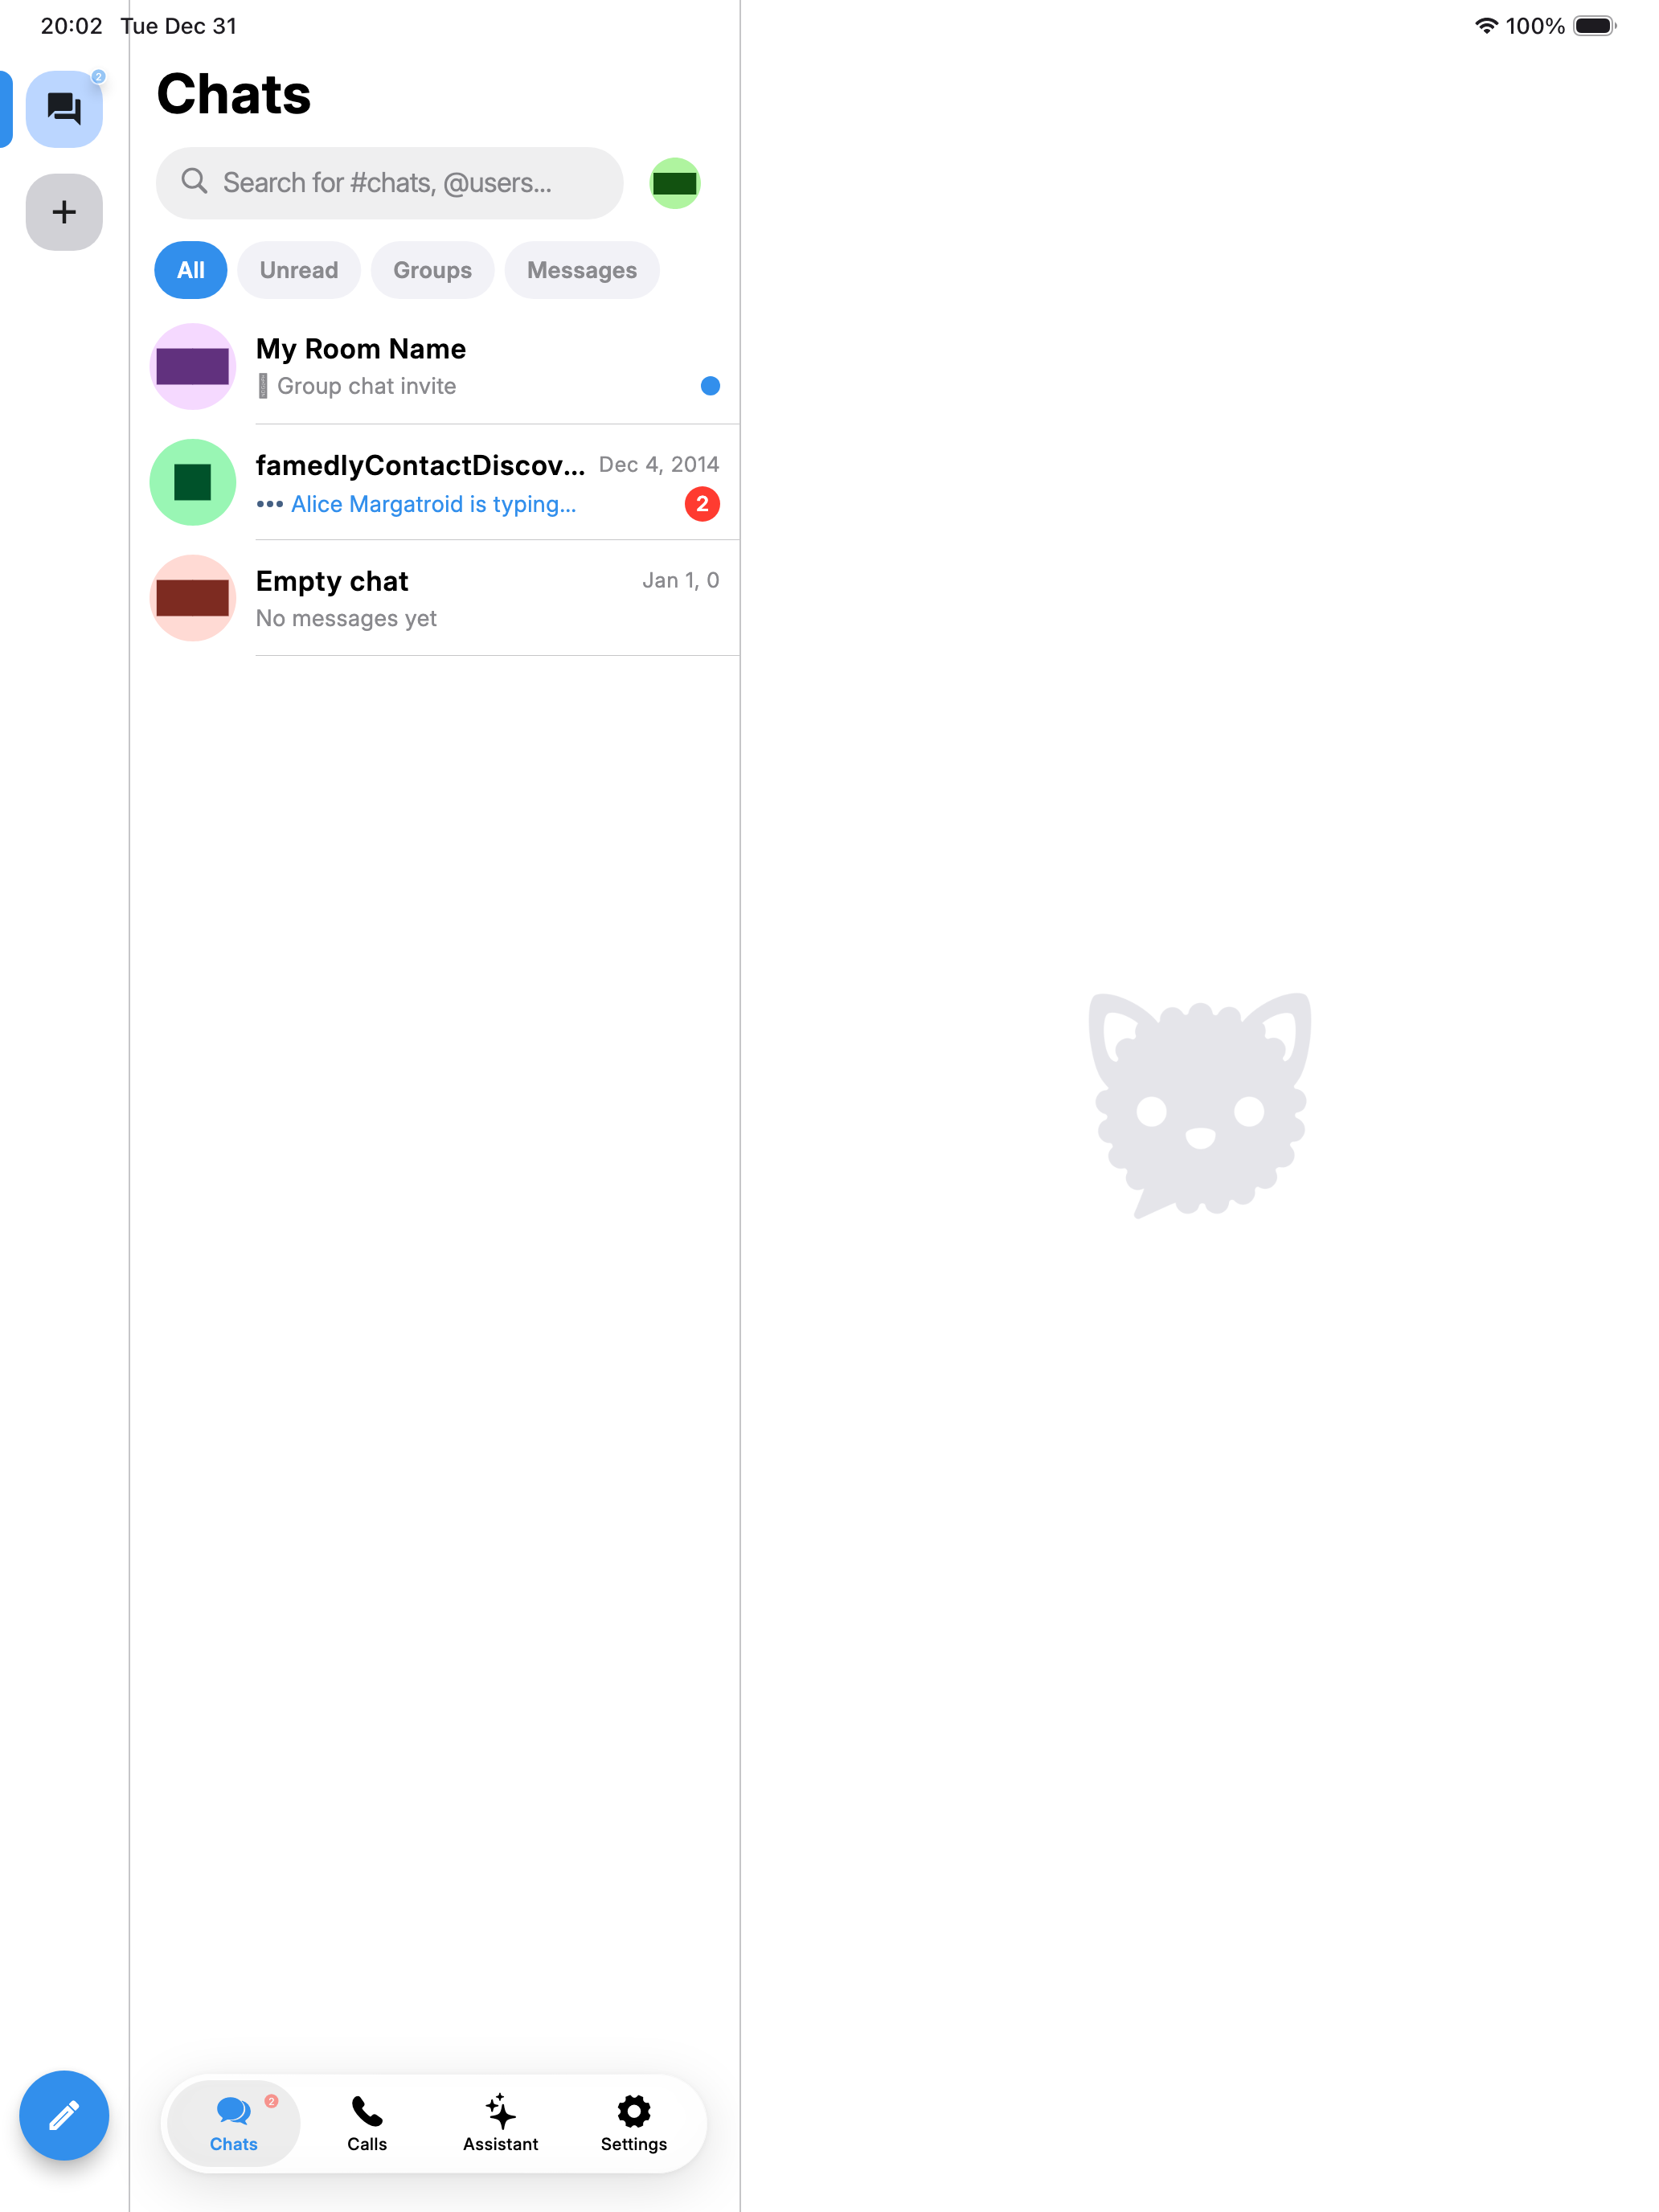 20:02 Tue Dec 31
100%
2
Chats
Search for #chats, @users...
All
Unread
Groups
Messages
My Room Name
Group chat invite
famedlyContactDiscov... Dec 4, 2014
Alice Margatroid is typing...
2
Empty chat Jan 1, 0
No messages yet
2
Chats
Calls
Assistant
Settings